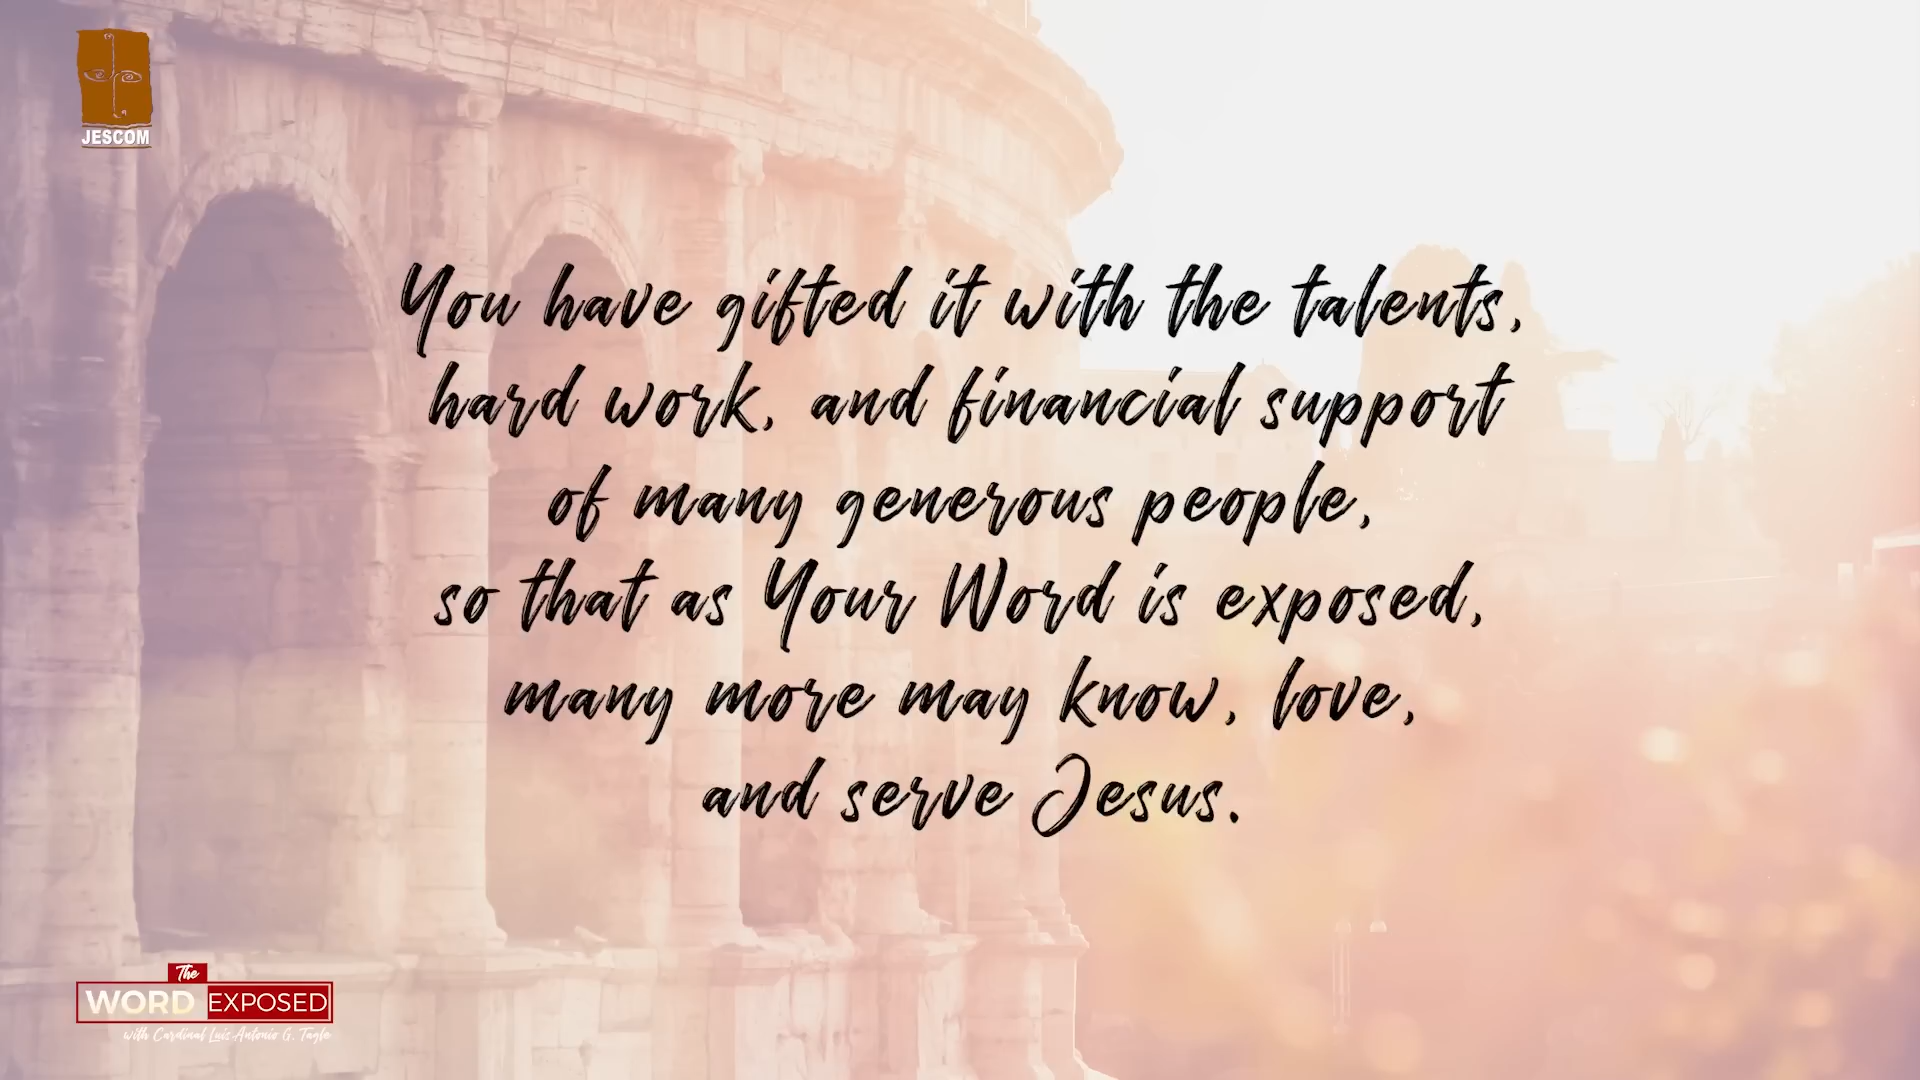 JESCOM
You have gifted it with the talents,
hard work, and financial support
of many generous people,
so that as Your Word is exposed,
many more may know, love,
and serve Jesus.
The
WORD EXPOSED
with Cardinal Luis Antonio G. Tagle